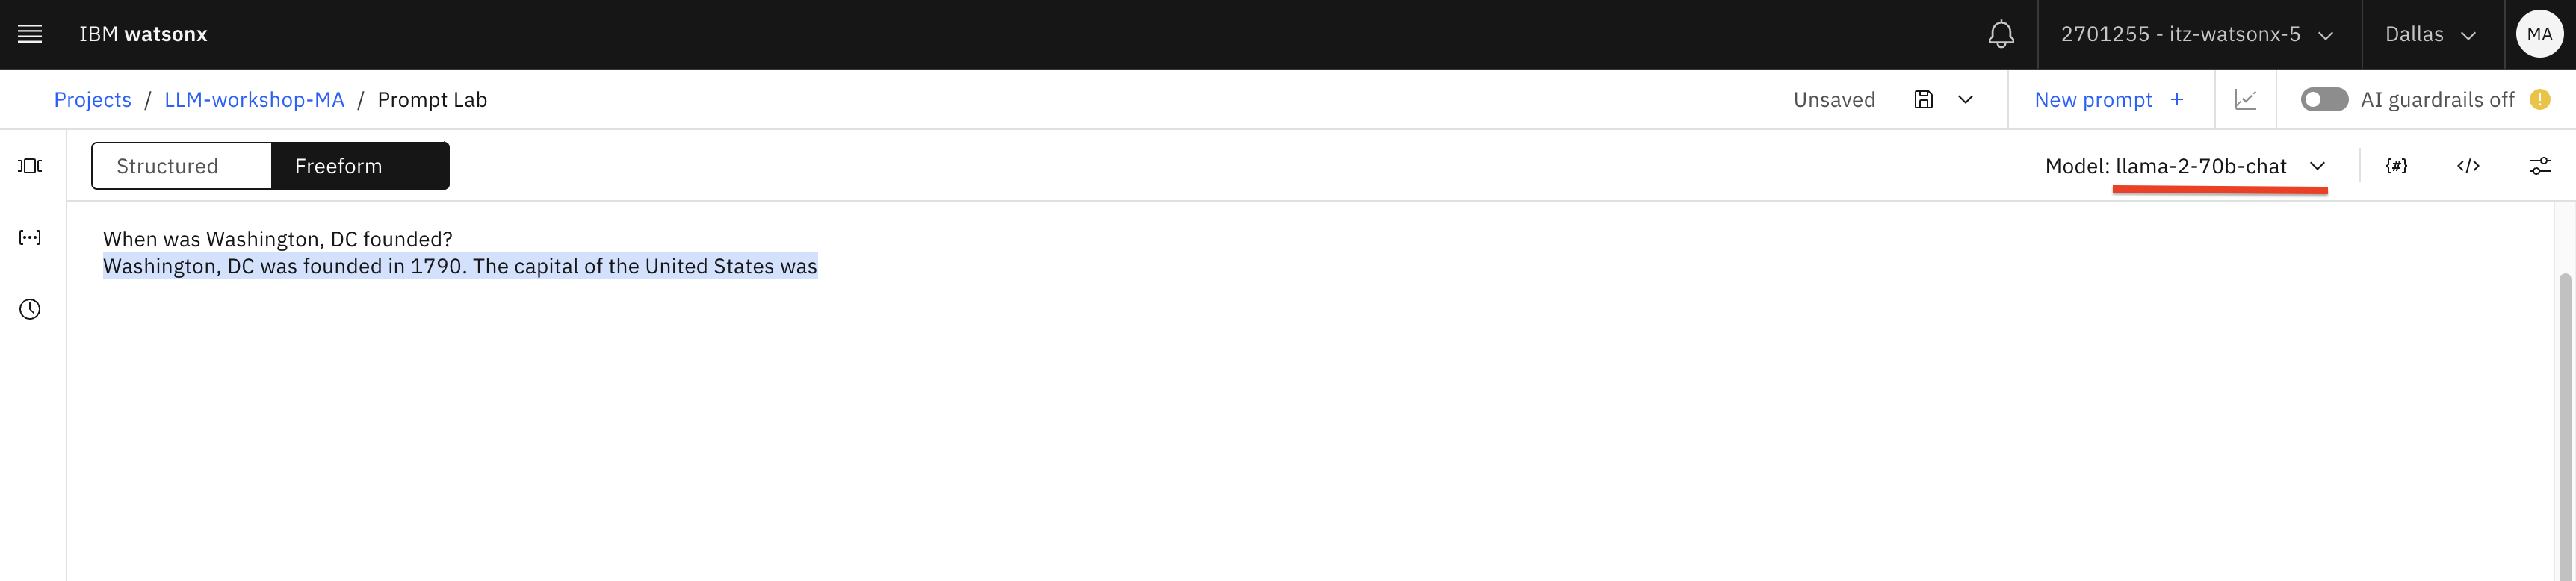 IBM watsonx
2701255 - itz-watsonx-5
Dallas
MA
Projects / LLM-workshop-MA / Prompt Lab
Unsaved
New prompt +
AI guardrails off
Structured
Freeform
Model: llama-2-70b-chat
{#}
</>
[...]
When was Washington, DC founded?
Washington, DC was founded in 1790. The capital of the United States was